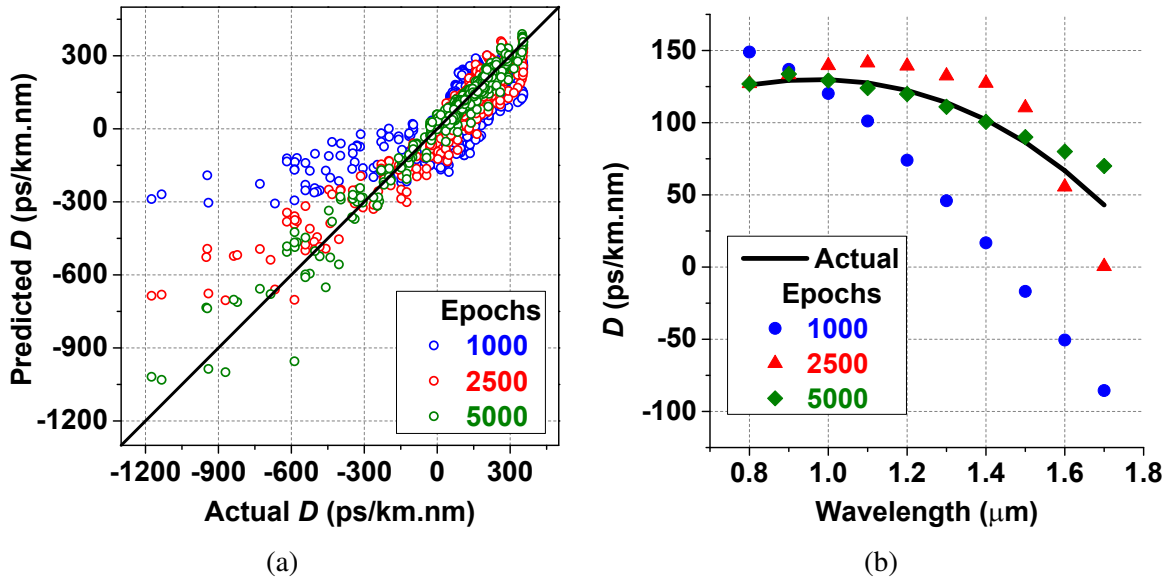 300
0
-300
-600
-900
-1200
Predicted D (ps/km.nm)
Epochs
1000
2500
5000
-1200 -900 -600 -300 0 300
Actual D (ps/km.nm)
(a)
150
100
50
0
-50
-100
D (ps/km.nm)
Actual
Epochs
1000
2500
5000
0.8 1.0 1.2 1.4 1.6 1.8
Wavelength (μm)
(b)